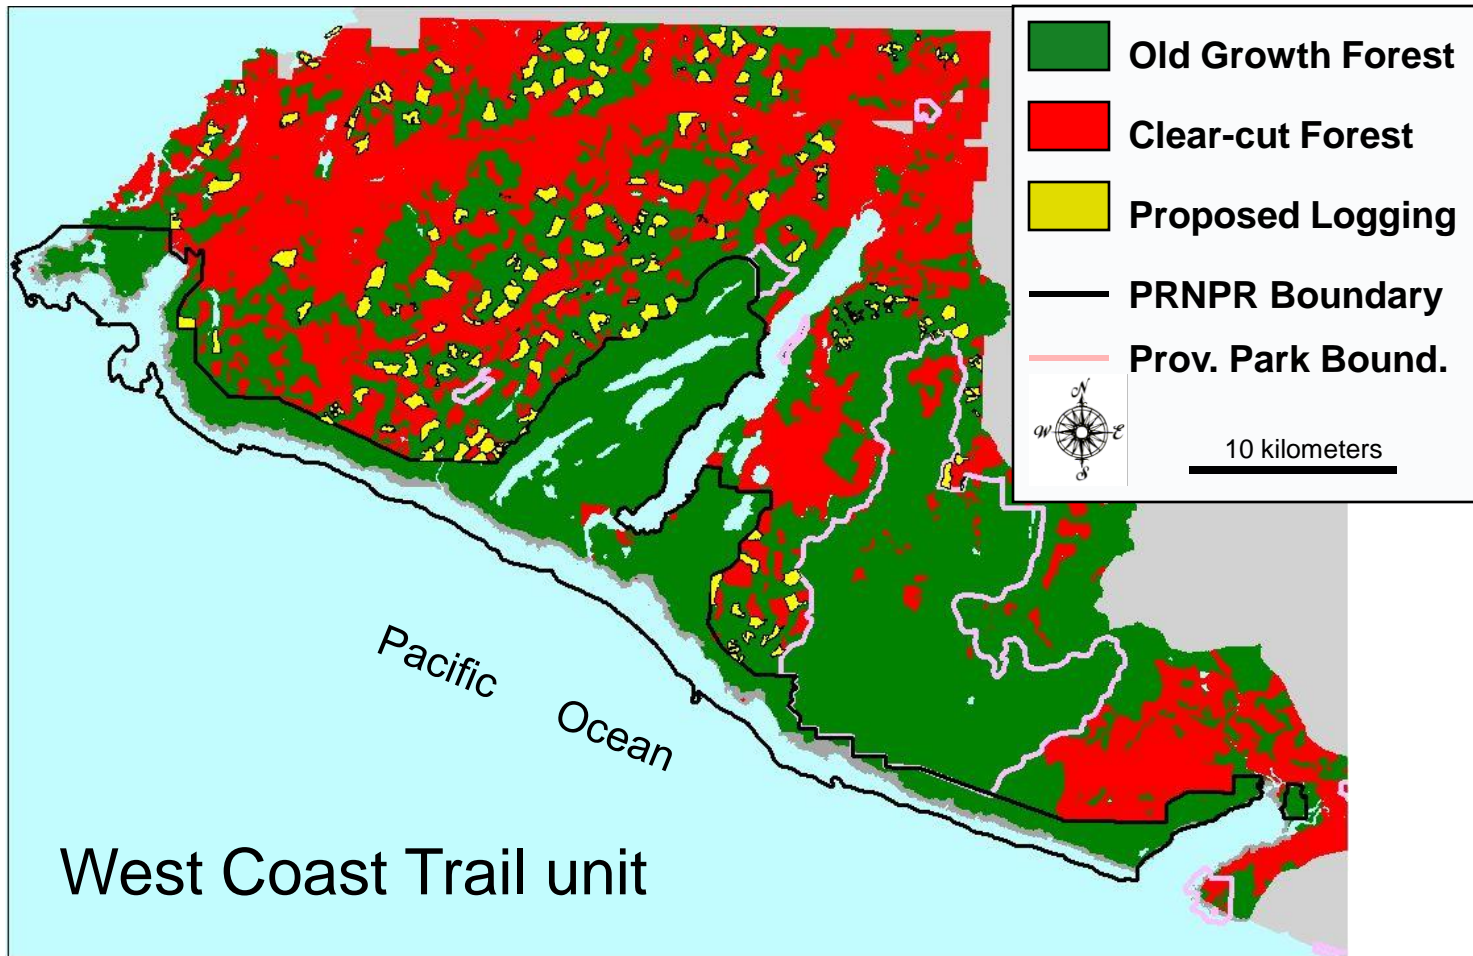 Old Growth Forest
Clear-cut Forest
Proposed Logging
PRNPR Boundary
Prov. Park Bound.
N
W E
S
10 kilometers
Pacific Ocean
West Coast Trail unit